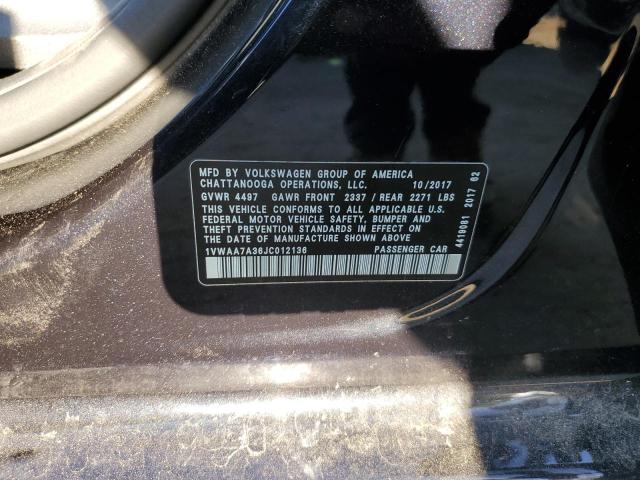 MFD BY VOLKSWAGEN GROUP OF AMERICA
CHATTANOOGA OPERATIONS, LLC. 10/2017
GVWR 4497 GAWR FRONT 2337 / REAR 2271 LBS
THIS VEHICLE CONFORMS TO ALL APPLICABLE U.S.
FEDERAL MOTOR VEHICLE SAFETY, BUMPER AND
THEFT PREVENTION STANDARDS IN EFFECT ON
THE DATE OF MANUFACTURE SHOWN ABOVE
1VWAA7A36JC012136 PASSENGER CAR
4419081 2017 62